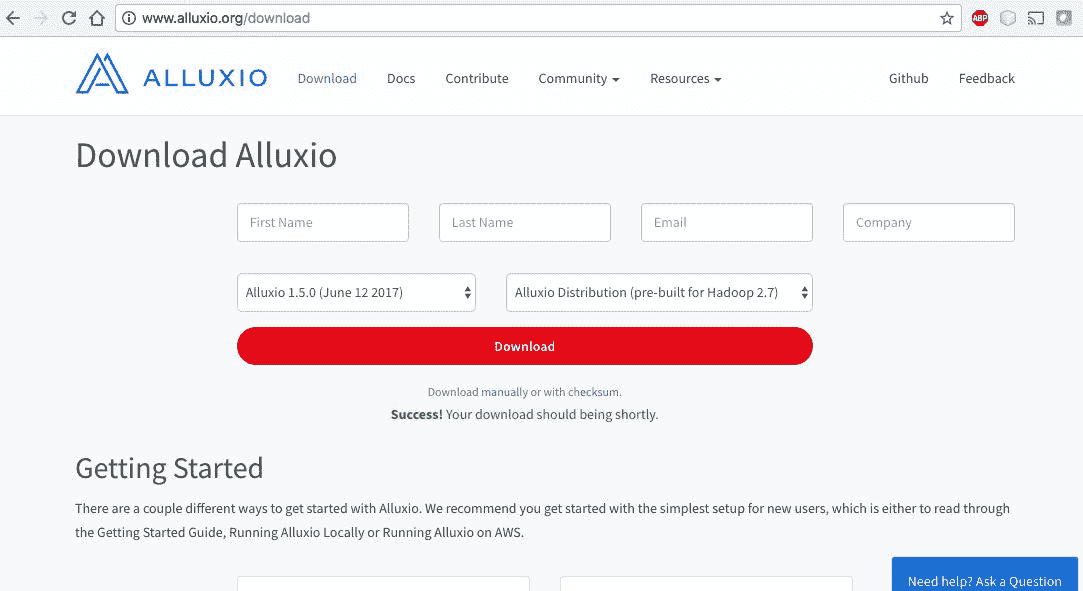 www.alluxio.org/download
ABP
ALLUXIO Download Docs Contribute Community Resources Github Feedback
Download Alluxio
First Name Last Name Email Company
Alluxio 1.5.0 (June 12 2017) Alluxio Distribution (pre-built for Hadoop 2.7)
Download
Download manually or with checksum.
Success! Your download should being shortly.
Getting Started
There are a couple different ways to get started with Alluxio. We recommend you get started with the simplest setup for new users, which is either to read through
the Getting Started Guide, Running Alluxio Locally or Running Alluxio on AWS.
Need help? Ask a Question